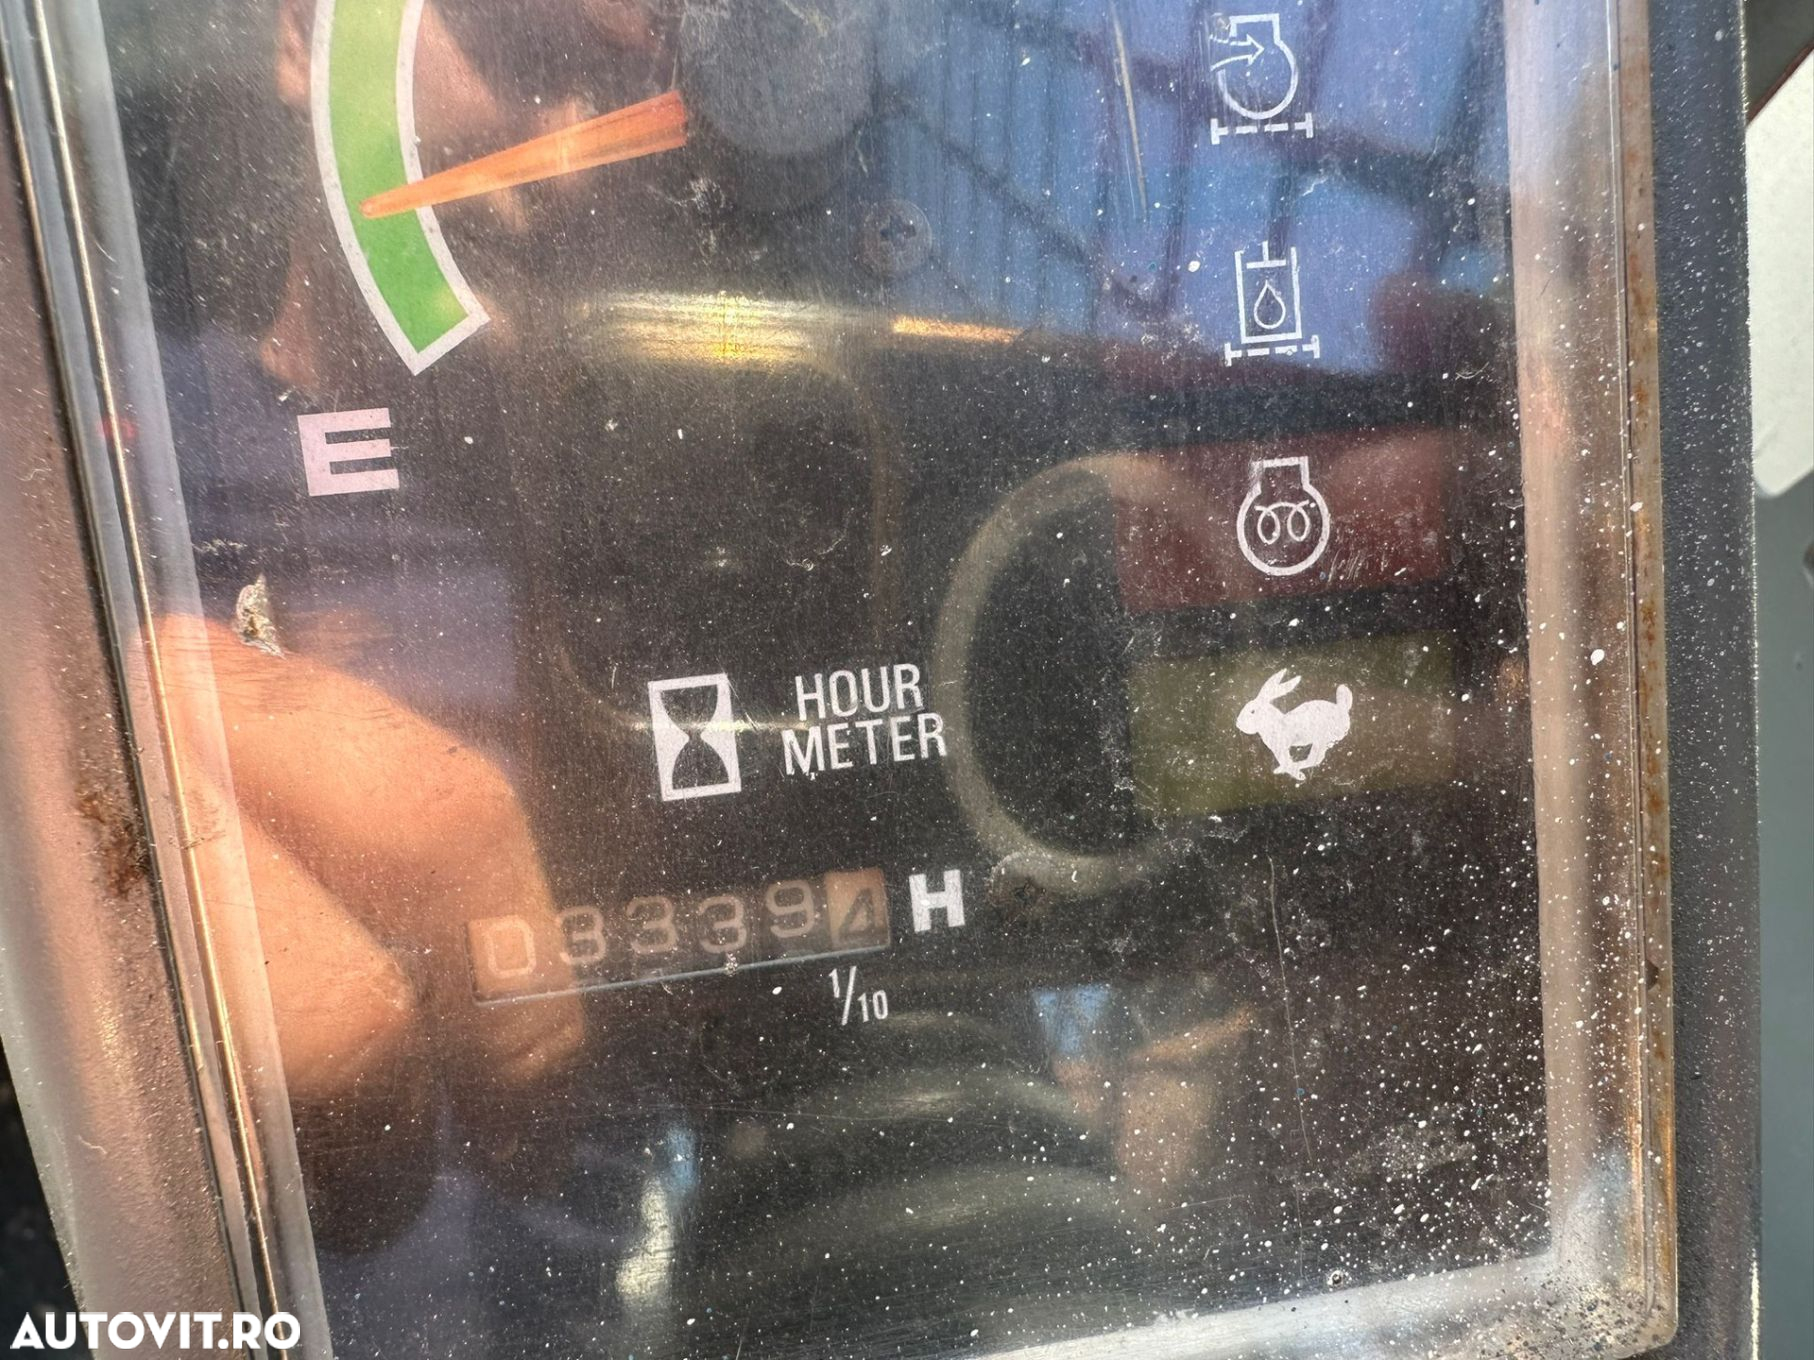 E
HOUR
METER
033394 H
1/10
AUTOVIT.RO